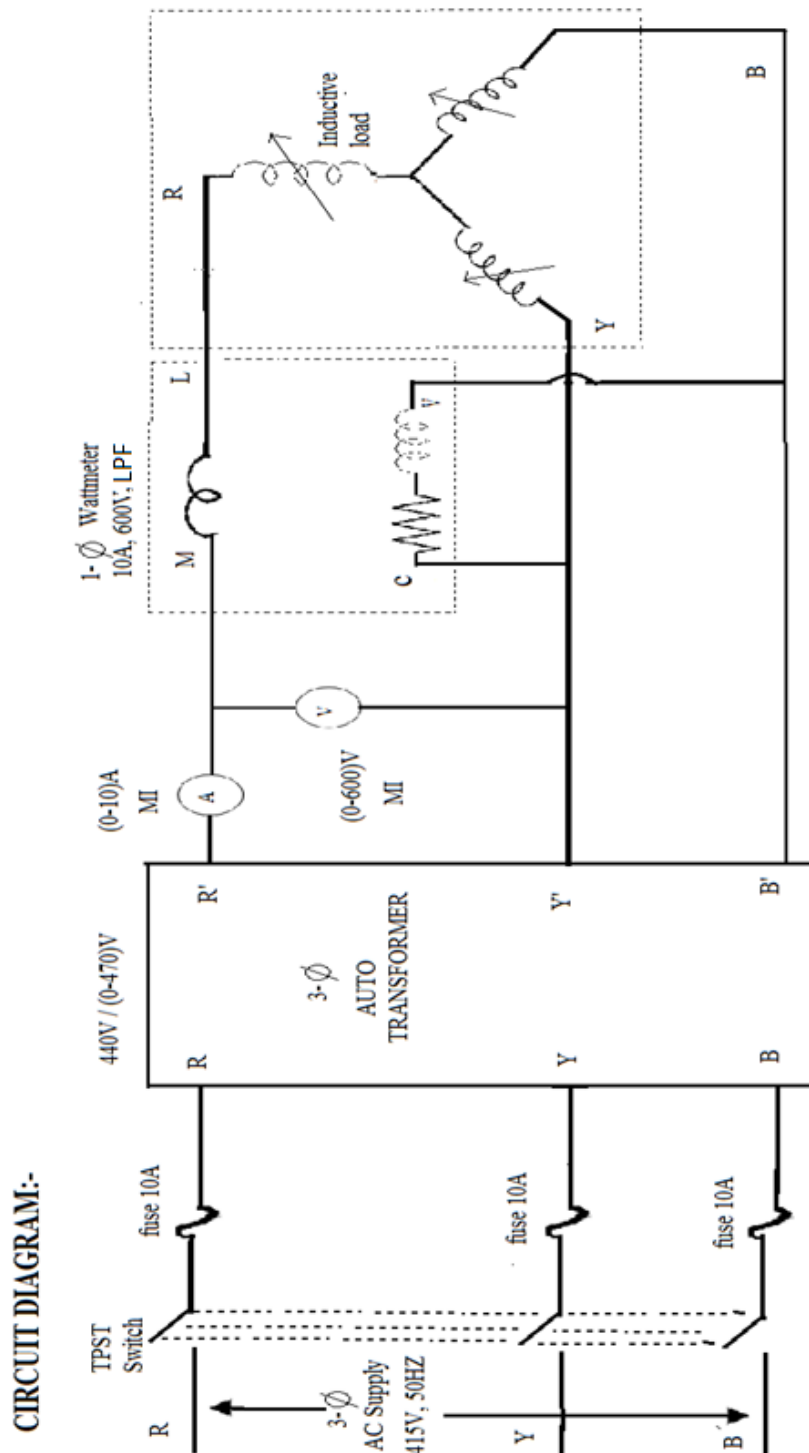 CIRCUIT DIAGRAM:-
TPST
Switch
3-Ø
AC Supply
415V, 50HZ
R
Y
B
fuse 10A
fuse 10A
fuse 10A
440V / (0-470)V
R
Y
B
3-Ø
AUTO
TRANSFORMER
R'
Y'
B'
(0-10)A
MI
A
(0-600)V
MI
V
1-Ø Wattmeter
10A, 600V, LPF
M
L
C
V
R
Inductive
load
Y
B